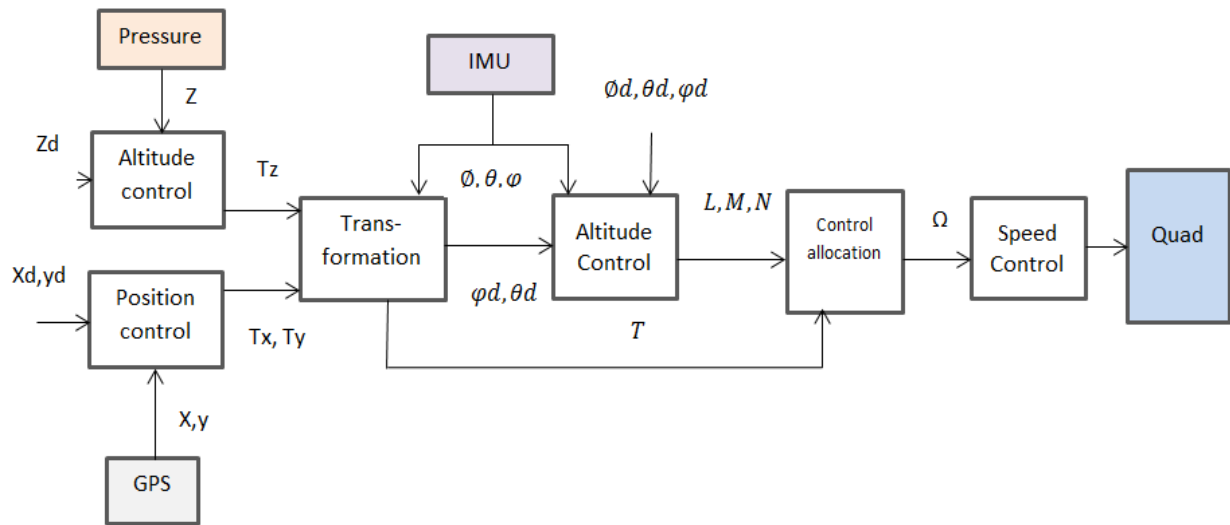 Pressure
IMU
Z
Ød,θd,φd
Zd
Altitude
control
Tz
Ø,θ,φ
L,M,N
Trans-
formation
Altitude
Control
Control
allocation
Ω
Speed
Control
Quad
Xd,yd
Position
control
φd,θd
Tx, Ty
T
X,y
GPS